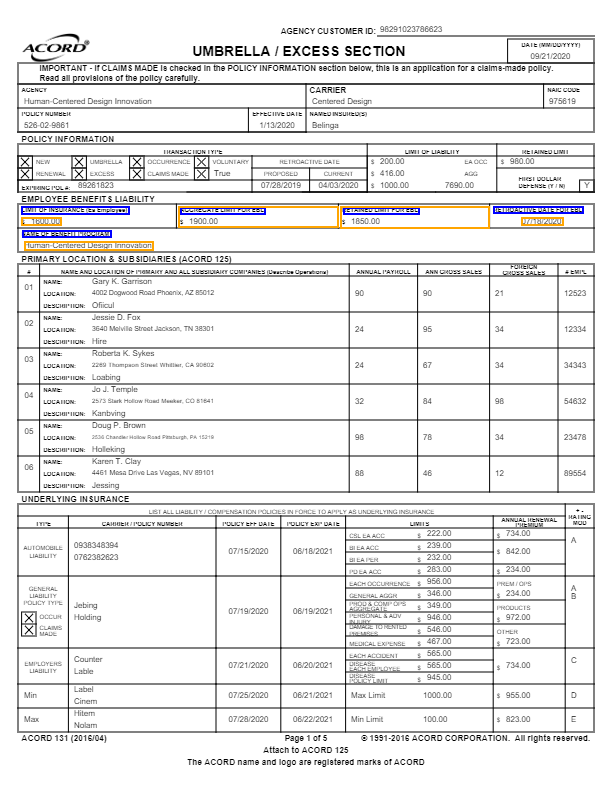 AGENCY CUSTOMER ID: 98291023786623
ACORD®
UMBRELLA / EXCESS SECTION
DATE (MM/DD/YYYY)
09/21/2020
IMPORTANT - If CLAIMS MADE is checked in the POLICY INFORMATION section below, this is an application for a claims-made policy.
Read all provisions of the policy carefully.
AGENCY CARRIER NAIC CODE
Human-Centered Design Innovation Centered Design 975619
POLICY NUMBER EFFECTIVE DATE NAMED INSURED(S)
526-02-9861 1/13/2020 Belinga
POLICY INFORMATION
TRANSACTION TYPE LIMIT OF LIABILITY RETAINED LIMIT
NEW UMBRELLA OCCURRENCE VOLUNTARY RETROACTIVE DATE $ 200.00 EA OCC $ 980.00
RENEWAL EXCESS CLAIMS MADE True PROPOSED CURRENT $ 416.00 AGG FIRST DOLLAR
EXPIRING POL #: 89261823 07/28/2019 04/03/2020 $ 1000.00 7690.00 DEFENSE (Y / N) Y
EMPLOYEE BENEFITS LIABILITY
LIMIT OF INSURANCE (Ea Employee) AGGREGATE LIMIT FOR EBL RETAINED LIMIT FOR EBL RETROACTIVE DATE FOR EBL
$ 1600.00 $ 1900.00 $ 1850.00 07/18/2020
NAME OF BENEFIT PROGRAM
Human-Centered Design Innovation
PRIMARY LOCATION & SUBSIDIARIES (ACORD 125)
# NAME AND LOCATION OF PRIMARY AND ALL SUBSIDIARY COMPANIES (Describe Operations) ANNUAL PAYROLL ANN GROSS SALES FOREIGN GROSS SALES # EMPL
01 NAME: Gary K. Garrison
LOCATION: 4002 Dogwood Road Phoenix, AZ 85012 90 90 21 12523
DESCRIPTION: Ofiicul
02 NAME: Jessie D. Fox
LOCATION: 3640 Melville Street Jackson, TN 38301 24 95 34 12334
DESCRIPTION: Hire
03 NAME: Roberta K. Sykes
LOCATION: 2269 Thompson Street Whittier, CA 90602 24 67 34 34343
DESCRIPTION: Loabing
04 NAME: Jo J. Temple
LOCATION: 2573 Stark Hollow Road Meeker, CO 81641 32 84 98 54632
DESCRIPTION: Kanbving
05 NAME: Doug P. Brown
LOCATION: 2536 Chandler Hollow Road Pittsburgh, PA 15219 98 78 34 23478
DESCRIPTION: Holleking
06 NAME: Karen T. Clay
LOCATION: 4461 Mesa Drive Las Vegas, NV 89101 88 46 12 89554
DESCRIPTION: Jessing
UNDERLYING INSURANCE
LIST ALL LIABILITY / COMPENSATION POLICIES IN FORCE TO APPLY AS UNDERLYING INSURANCE
TYPE CARRIER / POLICY NUMBER POLICY EFF DATE POLICY EXP DATE LIMITS ANNUAL RENEWAL PREMIUM + - RATING MOD
AUTOMOBILE LIABILITY 0938348394 0762382623 07/15/2020 06/18/2021
CSL EA ACC $ 222.00 $ 734.00 A
BI EA ACC $ 239.00 $ 842.00
BI EA PER $ 232.00
PD EA ACC $ 283.00 $ 234.00
GENERAL LIABILITY POLICY TYPE Jebing Holding 07/19/2020 06/19/2021
OCCUR
CLAIMS MADE
EACH OCCURRENCE $ 956.00 PREM / OPS A
GENERAL AGGR $ 346.00 $ 234.00 B
PROD & COMP OPS AGGREGATE $ 349.00 PRODUCTS
PERSONAL & ADV INJURY $ 946.00 $ 972.00
DAMAGE TO RENTED PREMISES $ 546.00 OTHER
MEDICAL EXPENSE $ 467.00 $ 723.00
EMPLOYERS' LIABILITY Counter Lable 07/21/2020 06/20/2021
EACH ACCIDENT $ 565.00
DISEASE EACH EMPLOYEE $ 565.00 $ 734.00 C
DISEASE POLICY LIMIT $ 945.00
Min Label Cinem 07/25/2020 06/21/2021 Max Limit 1000.00 $ 955.00 D
Max Hitem Nolam 07/28/2020 06/22/2021 Min Limit 100.00 $ 823.00 E
ACORD 131 (2016/04) Page 1 of 5 © 1991-2016 ACORD CORPORATION. All rights reserved.
Attach to ACORD 125
The ACORD name and logo are registered marks of ACORD